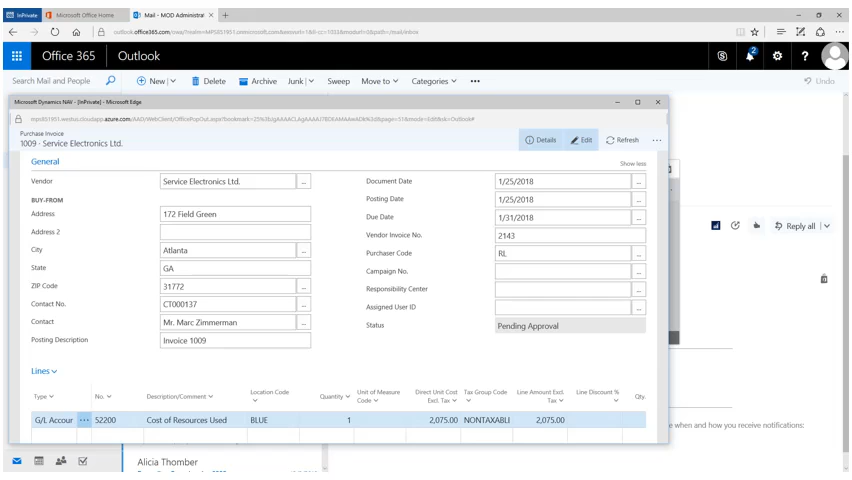 InPrivate Microsoft Office Home Mail - MOD Administrat
Office 365 Outlook
2
Search Mail and People New Delete Archive Junk Sweep Move to Categories Undo
Microsoft Dynamics NAV - [InPrivate] - Microsoft Edge
Purchase Invoice
1009 · Service Electronics Ltd.
Details Edit Refresh
General
Show less
Vendor Service Electronics Ltd. Document Date 1/25/2018
BUY-FROM Posting Date 1/25/2018
Address 172 Field Green Due Date 1/31/2018
Address 2 Vendor Invoice No. 2143
City Atlanta Purchaser Code RL
State GA Campaign No.
ZIP Code 31772 Responsibility Center
Contact No. CT000137 Assigned User ID
Contact Mr. Marc Zimmerman Status Pending Approval
Posting Description Invoice 1009
Reply all
Lines
Type No. Description/Comment Location Code Quantity Unit of Measure Code Direct Unit Cost Excl. Tax Tax Group Code Line Amount Excl. Tax Line Discount % Qty.
G/L Accour 52200 Cost of Resources Used BLUE 1 2,075.00 NONTAXABLI 2,075.00
e when and how you receive notifications:
Alicia Thomber